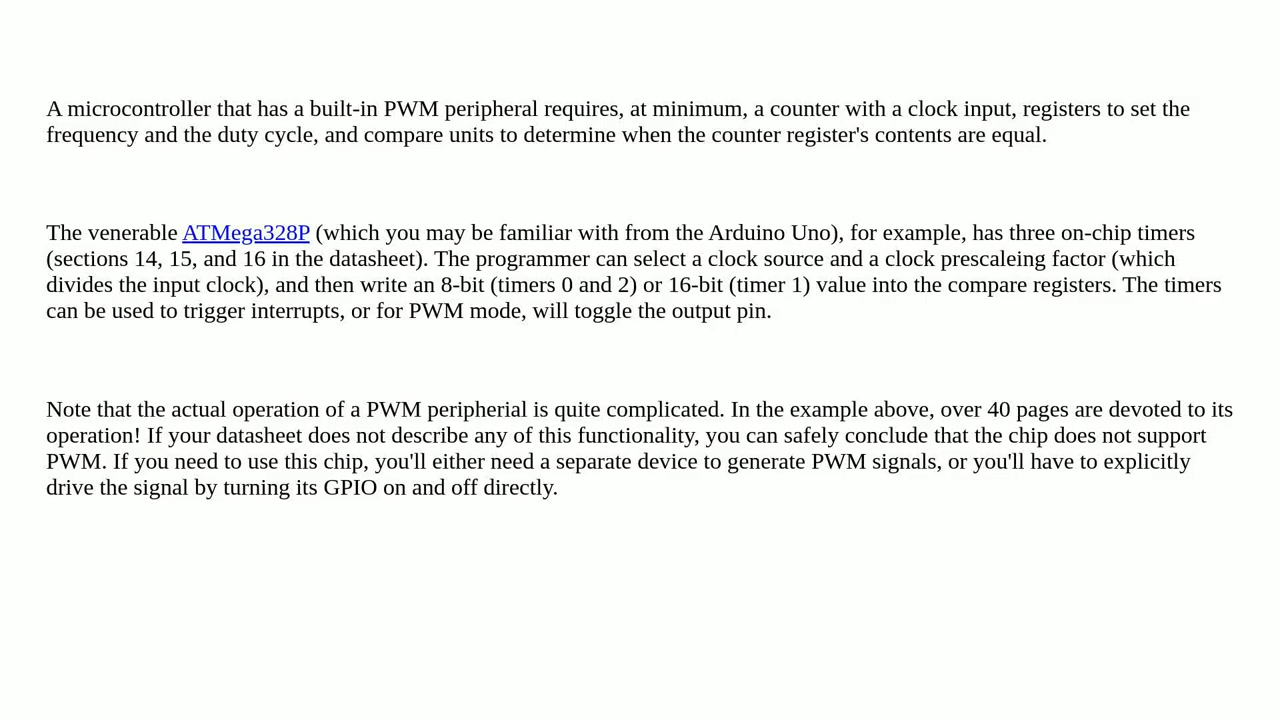 A microcontroller that has a built-in PWM peripheral requires, at minimum, a counter with a clock input, registers to set the
frequency and the duty cycle, and compare units to determine when the counter register's contents are equal.
The venerable ATMega328P (which you may be familiar with from the Arduino Uno), for example, has three on-chip timers
(sections 14, 15, and 16 in the datasheet). The programmer can select a clock source and a clock prescaleing factor (which
divides the input clock), and then write an 8-bit (timers 0 and 2) or 16-bit (timer 1) value into the compare registers. The timers
can be used to trigger interrupts, or for PWM mode, will toggle the output pin.
Note that the actual operation of a PWM peripherial is quite complicated. In the example above, over 40 pages are devoted to its
operation! If your datasheet does not describe any of this functionality, you can safely conclude that the chip does not support
PWM. If you need to use this chip, you'll either need a separate device to generate PWM signals, or you'll have to explicitly
drive the signal by turning its GPIO on and off directly.